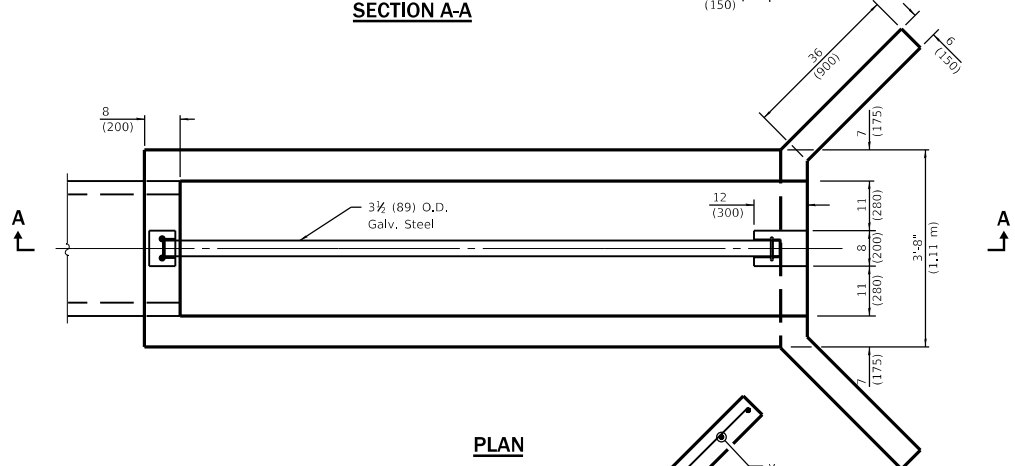 SECTION A-A
(150)
36
(900)
6
(150)
8
(200)
7
(175)
3½ (89) O.D.
Galv. Steel
12
(300)
11
(280)
A
A
8
(200)
3'-8"
(1.11 m)
11
(280)
7
(175)
PLAN